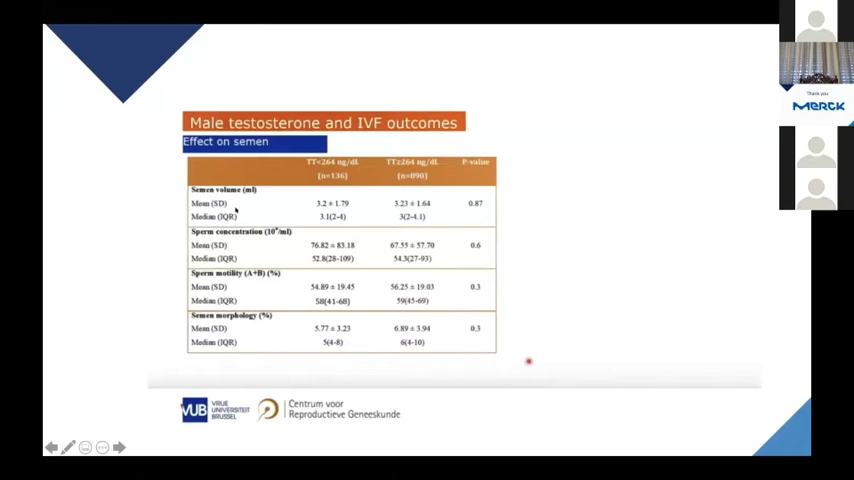 Male testosterone and IVF outcomes
Effect on semen
TT<264 ng/dL TT≥264 ng/dL P-value
(n=136) (n=890)
Semen volume (ml)
Mean (SD) 3.2 ± 1.79 3.23 ± 1.64 0.87
Median (IQR) 3.1(2-4) 3(2-4.1)
Sperm concentration (10⁶/ml)
Mean (SD) 76.82 ± 83.18 67.55 ± 57.70 0.6
Median (IQR) 52.8(28-109) 54.3(27-93)
Sperm motility (A+B) (%)
Mean (SD) 54.89 ± 19.45 56.25 ± 19.03 0.3
Median (IQR) 58(41-68) 59(45-69)
Semen morphology (%)
Mean (SD) 5.77 ± 3.23 6.89 ± 3.94 0.3
Median (IQR) 5(4-8) 6(4-10)
VUB
VRIJE
UNIVERSITEIT
BRUSSEL
Centrum voor
Reproductieve Geneeskunde
Thank you
MERCK